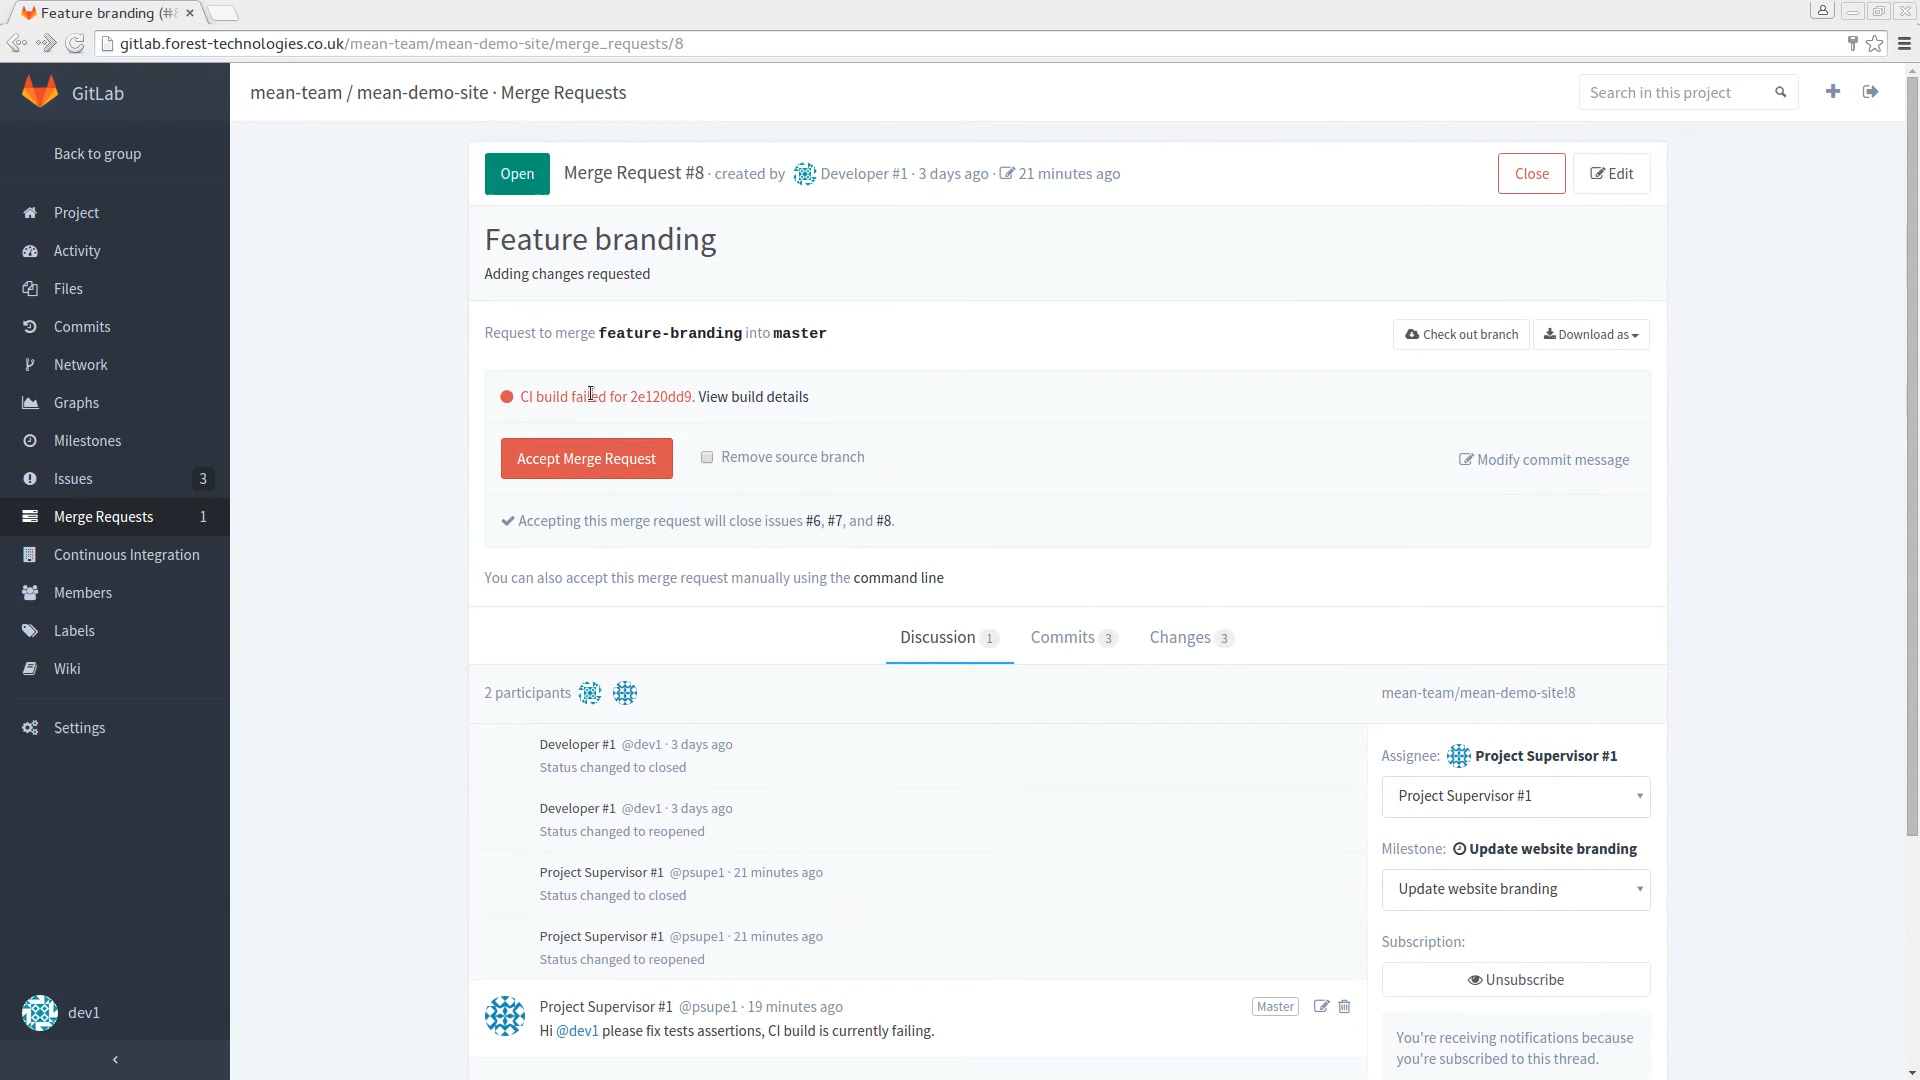 Feature branding (#8
gitlab.forest-technologies.co.uk/mean-team/mean-demo-site/merge_requests/8
GitLab
mean-team / mean-demo-site · Merge Requests
Search in this project
Back to group
Project
Activity
Files
Commits
Network
Graphs
Milestones
Issues 3
Merge Requests 1
Continuous Integration
Members
Labels
Wiki
Settings
dev1
Open Merge Request #8 · created by Developer #1 · 3 days ago · 21 minutes ago
Close Edit
Feature branding
Adding changes requested
Request to merge feature-branding into master
Check out branch Download as
CI build failed for 2e120dd9. View build details
Accept Merge Request Remove source branch Modify commit message
Accepting this merge request will close issues #6, #7, and #8.
You can also accept this merge request manually using the command line
Discussion 1 Commits 3 Changes 3
2 participants
mean-team/mean-demo-site!8
Developer #1 @dev1 · 3 days ago
Status changed to closed
Developer #1 @dev1 · 3 days ago
Status changed to reopened
Project Supervisor #1 @psupe1 · 21 minutes ago
Status changed to closed
Project Supervisor #1 @psupe1 · 21 minutes ago
Status changed to reopened
Project Supervisor #1 @psupe1 · 19 minutes ago
Master
Hi @dev1 please fix tests assertions, CI build is currently failing.
Assignee: Project Supervisor #1
Project Supervisor #1
Milestone: Update website branding
Update website branding
Subscription:
Unsubscribe
You're receiving notifications because
you're subscribed to this thread.